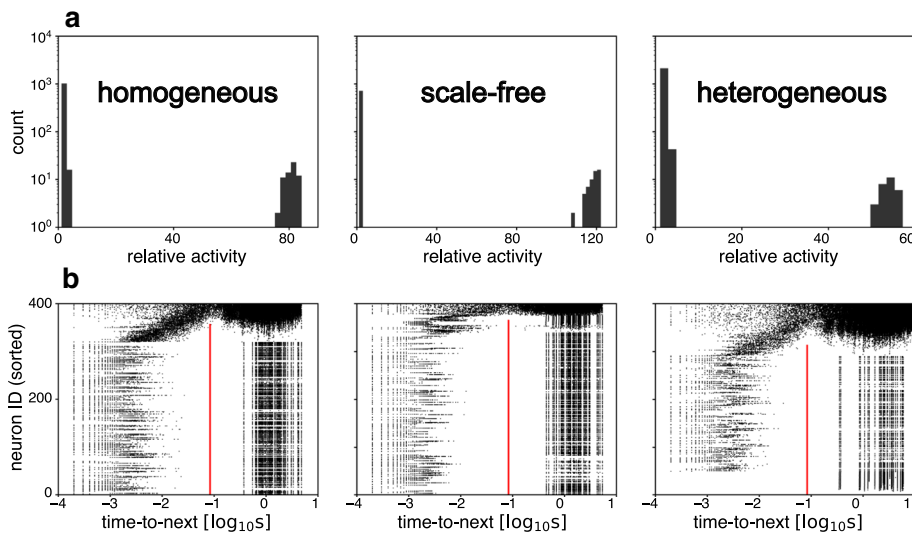 a
homogeneous
scale-free
heterogeneous
count
10⁴
10³
10²
10¹
10⁰
0 40 80
0 40 80 120
0 20 40 60
relative activity
relative activity
relative activity
b
neuron ID (sorted)
400
200
0
-4 -3 -2 -1 0 1
-4 -3 -2 -1 0 1
-4 -3 -2 -1 0 1
time-to-next [log₁₀s]
time-to-next [log₁₀s]
time-to-next [log₁₀s]